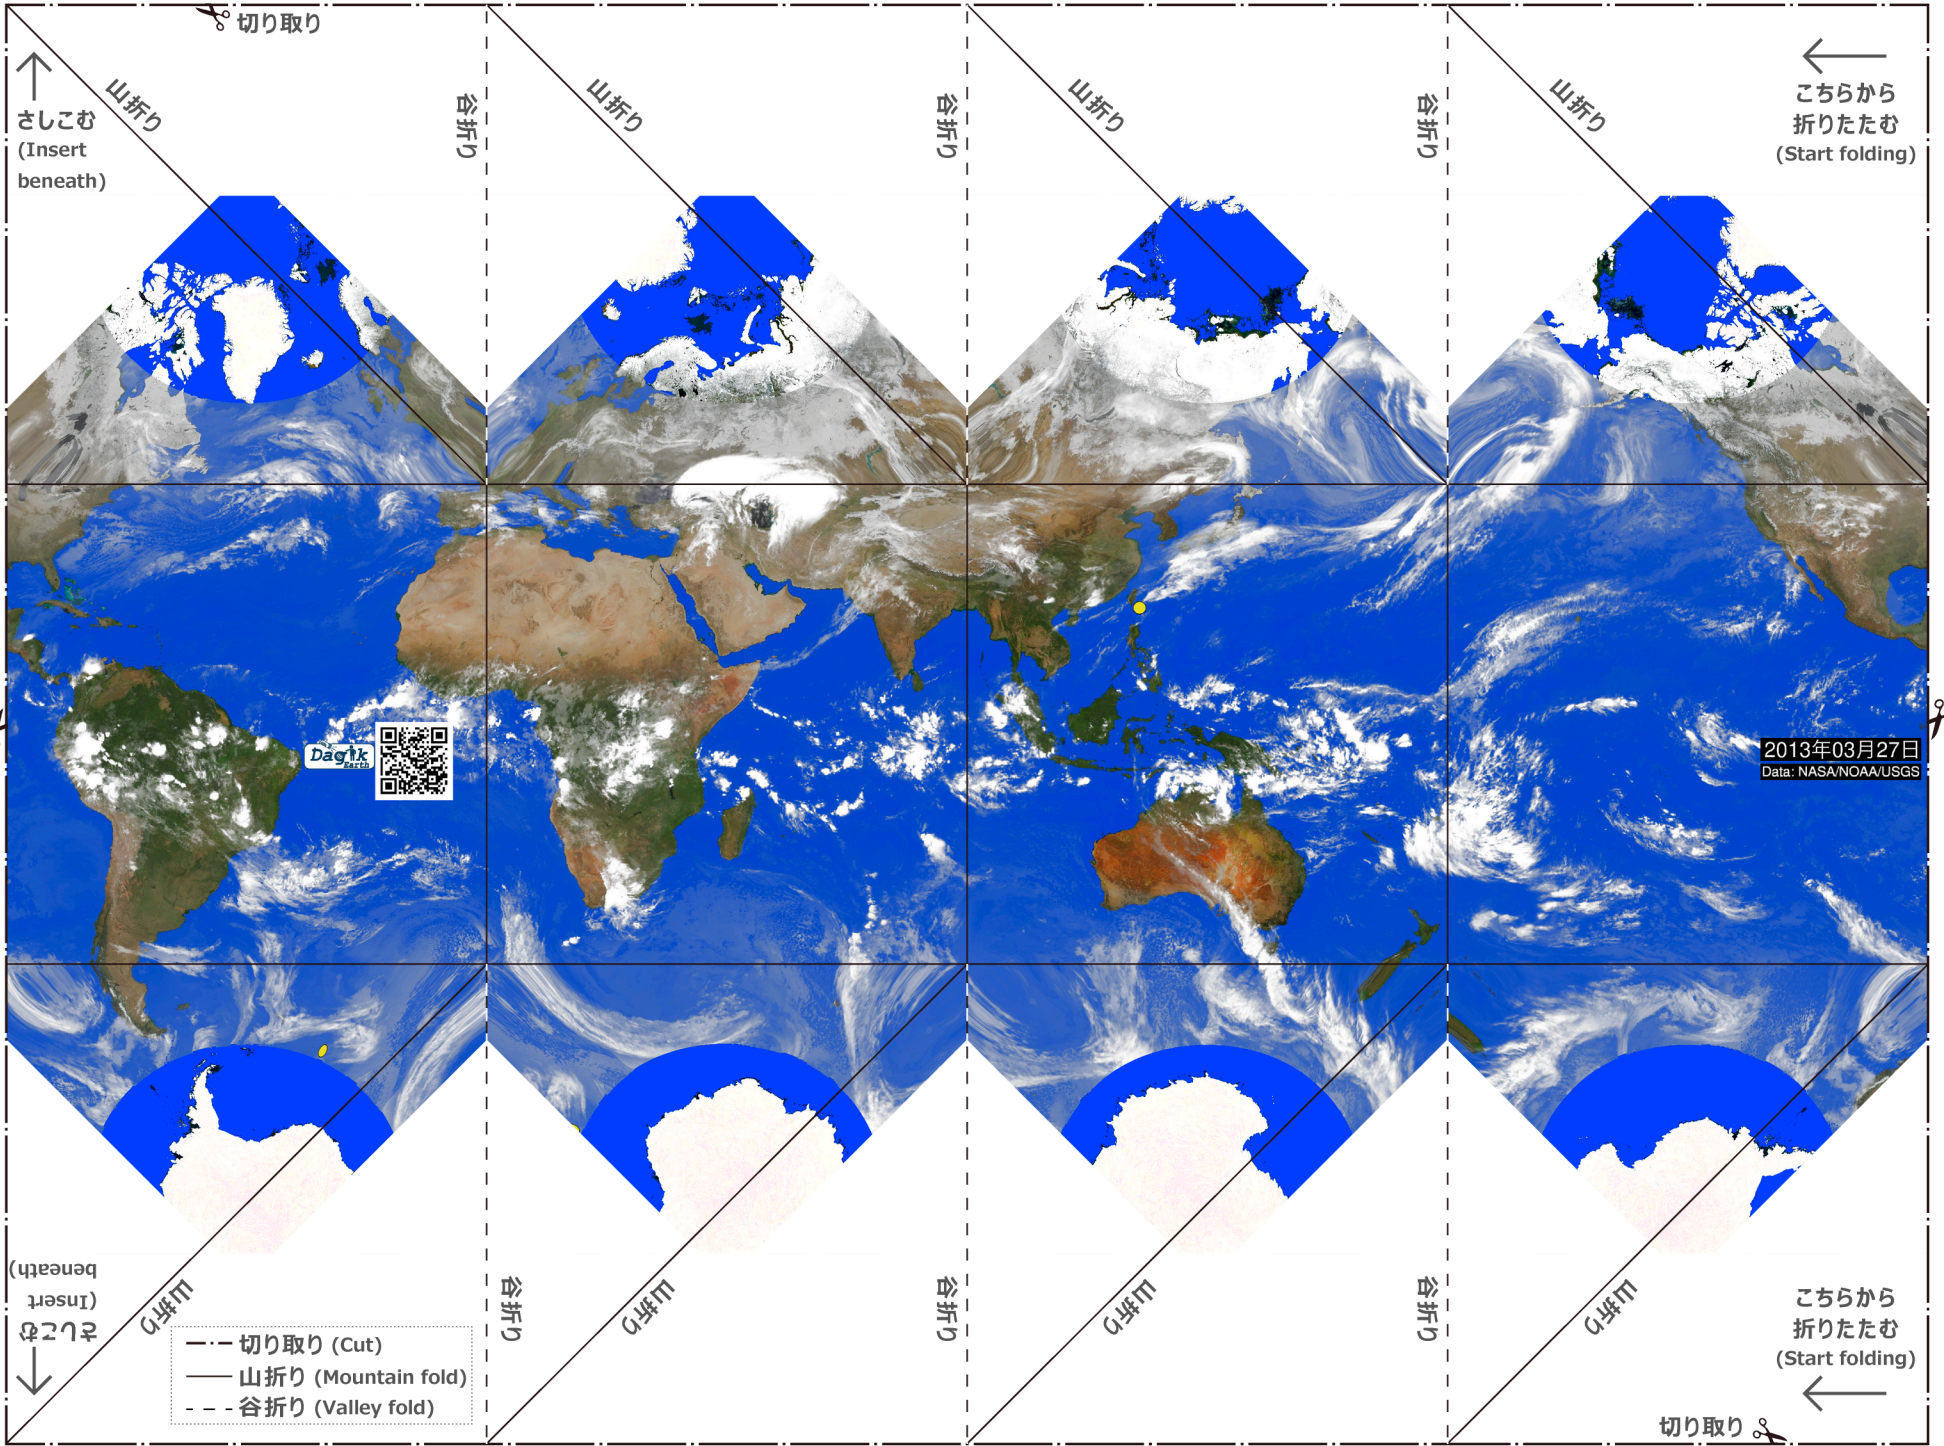 切り取り
山折り
谷折り
山折り
谷折り
山折り
谷折り
山折り
さしこむ
(Insert
beneath)
こちらから
折りたたむ
(Start folding)
Dagik
Earth
2013年03月27日
Data: NASA/NOAA/USGS
さしこむ
(Insert
beneath)
山折り
谷折り
山折り
谷折り
山折り
谷折り
山折り
こちらから
折りたたむ
(Start folding)
切り取り (Cut)
山折り (Mountain fold)
谷折り (Valley fold)
切り取り